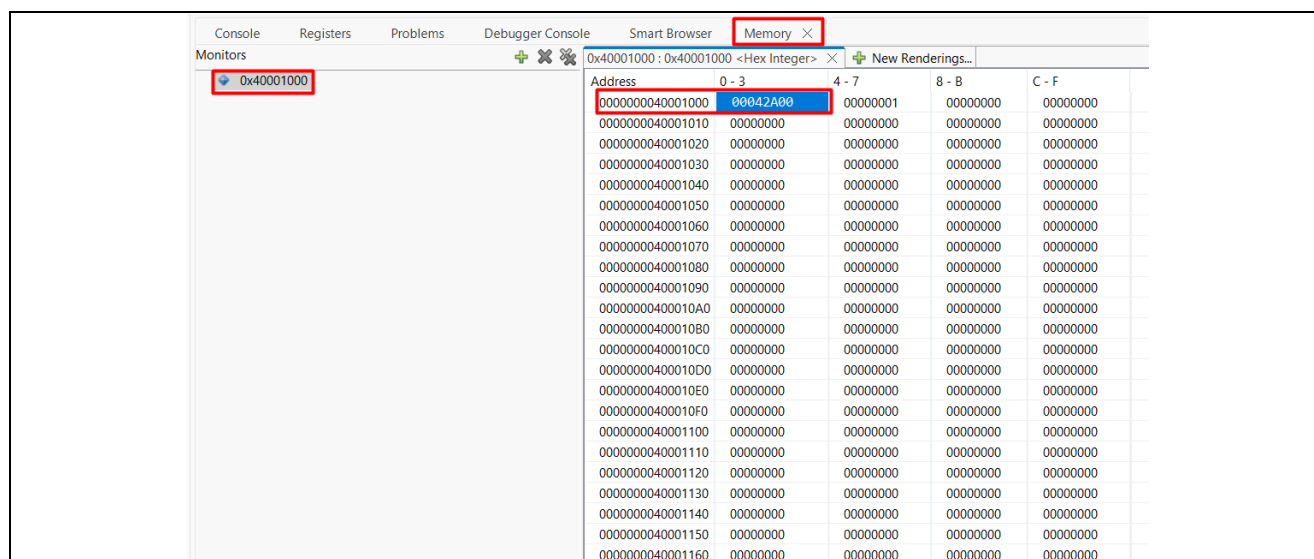 Console Registers Problems Debugger Console Smart Browser Memory
Monitors
0x40001000
0x40001000 : 0x40001000 <Hex Integer> New Renderings...
Address 0 - 3 4 - 7 8 - B C - F
0000000040001000 00042A00 00000001 00000000 00000000
0000000040001010 00000000 00000000 00000000 00000000
0000000040001020 00000000 00000000 00000000 00000000
0000000040001030 00000000 00000000 00000000 00000000
0000000040001040 00000000 00000000 00000000 00000000
0000000040001050 00000000 00000000 00000000 00000000
0000000040001060 00000000 00000000 00000000 00000000
0000000040001070 00000000 00000000 00000000 00000000
0000000040001080 00000000 00000000 00000000 00000000
0000000040001090 00000000 00000000 00000000 00000000
00000000400010A0 00000000 00000000 00000000 00000000
00000000400010B0 00000000 00000000 00000000 00000000
00000000400010C0 00000000 00000000 00000000 00000000
00000000400010D0 00000000 00000000 00000000 00000000
00000000400010E0 00000000 00000000 00000000 00000000
00000000400010F0 00000000 00000000 00000000 00000000
0000000040001100 00000000 00000000 00000000 00000000
0000000040001110 00000000 00000000 00000000 00000000
0000000040001120 00000000 00000000 00000000 00000000
0000000040001130 00000000 00000000 00000000 00000000
0000000040001140 00000000 00000000 00000000 00000000
0000000040001150 00000000 00000000 00000000 00000000
0000000040001160 00000000 00000000 00000000 00000000